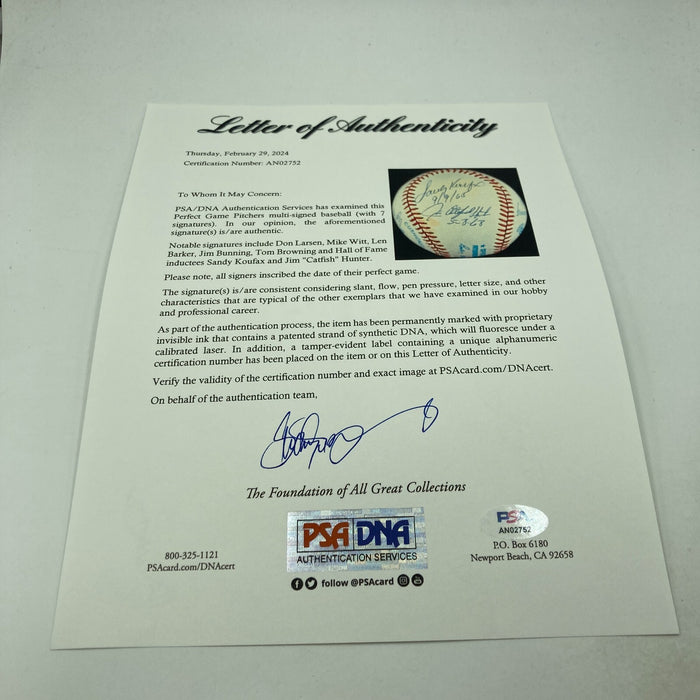 Letter of Authenticity
Thursday, February 29, 2024
Certification Number: AN02752
To Whom It May Concern:
PSA/DNA Authentication Services has examined this
Perfect Game Pitchers multi-signed baseball (with 7
signatures). In our opinion, the aforementioned
signature(s) is/are authentic.
Notable signatures include Don Larsen, Mike Witt, Len
Barker, Jim Bunning, Tom Browning and Hall of Fame
inductees Sandy Koufax and Jim "Catfish" Hunter.
Sandy Koufax
9/9/65
5-8-68
Please note, all signers inscribed the date of their perfect game.
The signature(s) is/are consistent considering slant, flow, pen pressure, letter size, and other
characteristics that are typical of the other exemplars that we have examined in our hobby
and professional career.
As part of the authentication process, the item has been permanently marked with proprietary
invisible ink that contains a patented strand of synthetic DNA, which will fluoresce under a
calibrated laser. In addition, a tamper-evident label containing a unique alphanumeric
certification number has been placed on the item or on this Letter of Authenticity.
Verify the validity of the certification number and exact image at PSAcard.com/DNAcert.
On behalf of the authentication team,
The Foundation of All Great Collections
800-325-1121
PSAcard.com/DNAcert
PSA DNA
AUTHENTICATION SERVICES
follow @PSAcard
PSA
AN02752
P.O. Box 6180
Newport Beach, CA 92658